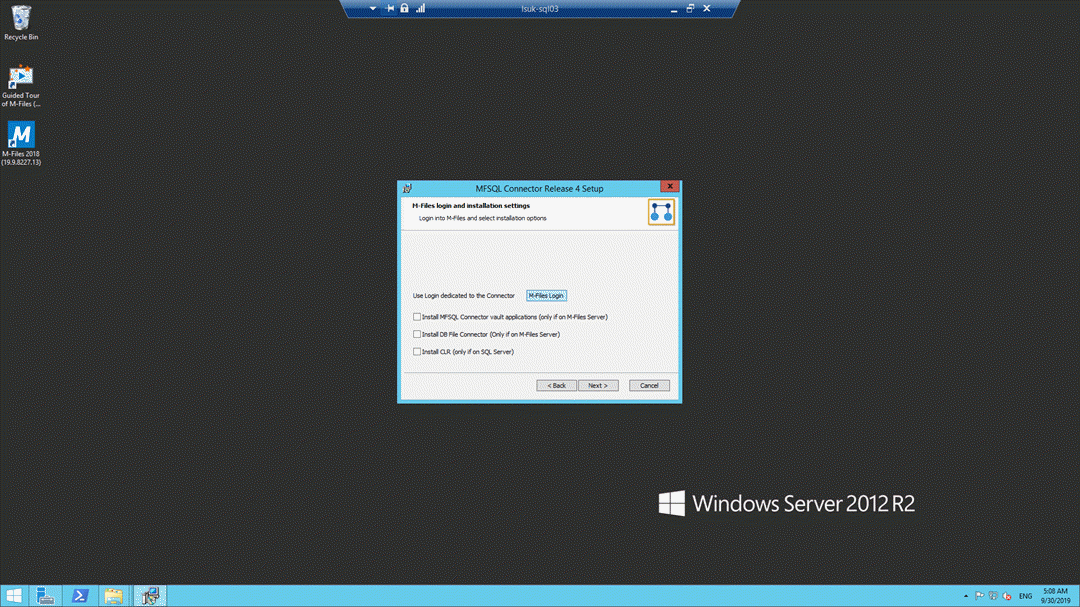 lsuk-sql03
Recycle Bin
Guided Tour
of M-Files (...
M-Files 2018
(19.9.8227.13)
MFSQL Connector Release 4 Setup
M-Files login and installation settings
Login into M-Files and select installation options
Use Login dedicated to the Connector
M-Files Login
Install MFSQL Connector vault applications (only if on M-Files Server)
Install DB File Connector (Only if on M-Files Server)
Install CLR (only if on SQL Server)
< Back
Next >
Cancel
Windows Server 2012 R2
ENG
5:08 AM
9/30/2019